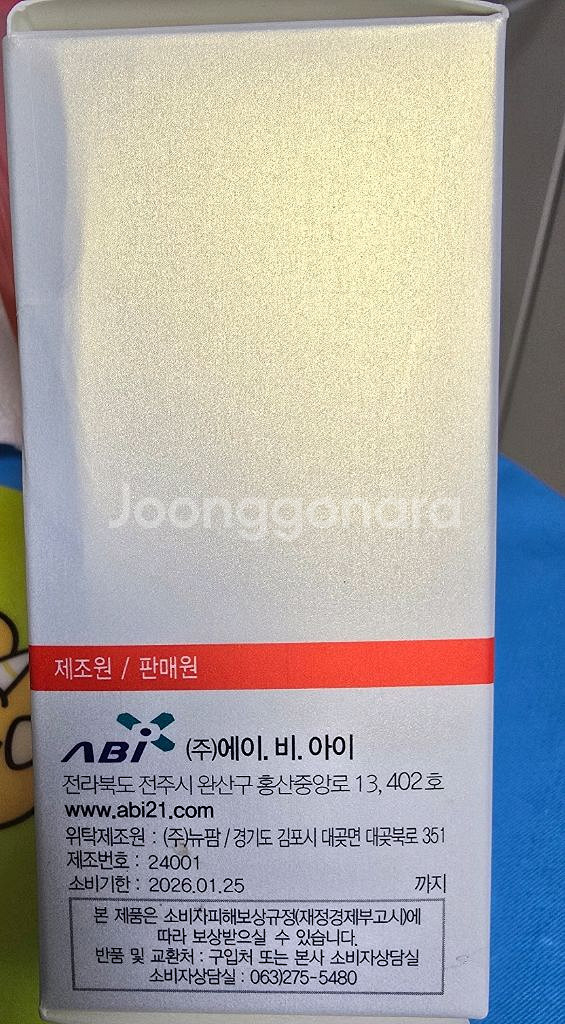 Joonggonara
제조원 / 판매원
ABi (주)에이. 비. 아이
전라북도 전주시 완산구 홍산중앙로 13, 402호
www.abi21.com
위탁제조원 : (주)뉴팜 / 경기도 김포시 대곶면 대곶북로 351
제조번호 : 24001
소비기한 : 2026.01.25 까지
본 제품은 소비자피해보상규정(재정경제부고시)에
따라 보상받으실 수 있습니다.
반품 및 교환처 : 구입처 또는 본사 소비자상담실
소비자상담실 : 063)275-5480